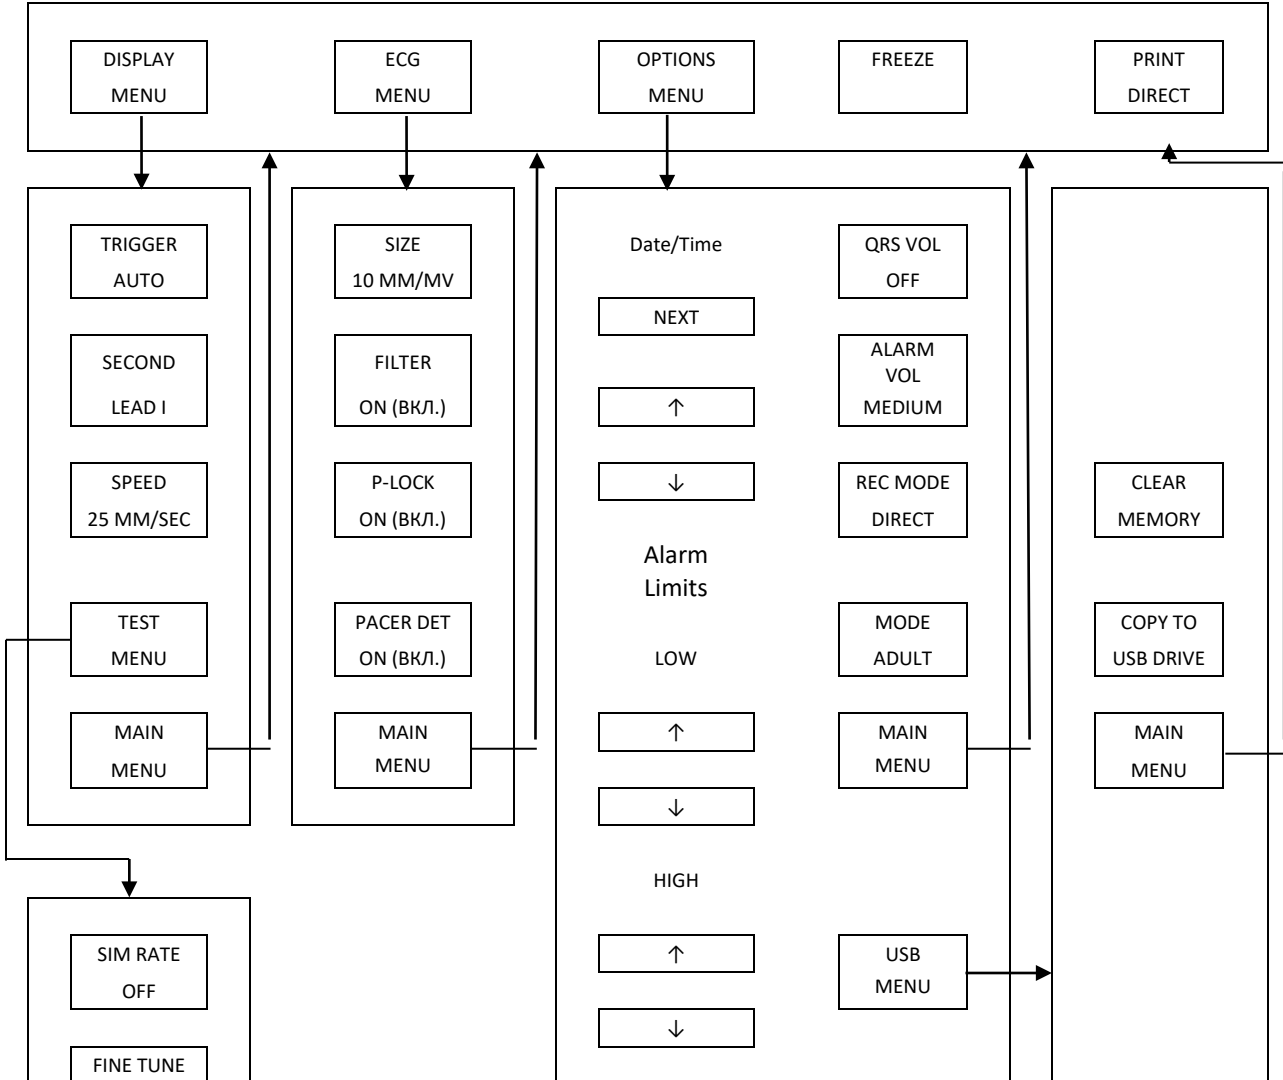 DISPLAY
MENU
ECG
MENU
OPTIONS
MENU
FREEZE
PRINT
DIRECT
TRIGGER
AUTO
SECOND
LEAD I
SPEED
25 MM/SEC
TEST
MENU
MAIN
MENU
SIZE
10 MM/MV
FILTER
ON (ВКЛ.)
P-LOCK
ON (ВКЛ.)
PACER DET
ON (ВКЛ.)
MAIN
MENU
Date/Time
NEXT
↑
↓
Alarm
Limits
LOW
↑
↓
HIGH
↑
↓
QRS VOL
OFF
ALARM
VOL
MEDIUM
REC MODE
DIRECT
MODE
ADULT
MAIN
MENU
USB
MENU
CLEAR
MEMORY
COPY TO
USB DRIVE
MAIN
MENU
SIM RATE
OFF
FINE TUNE